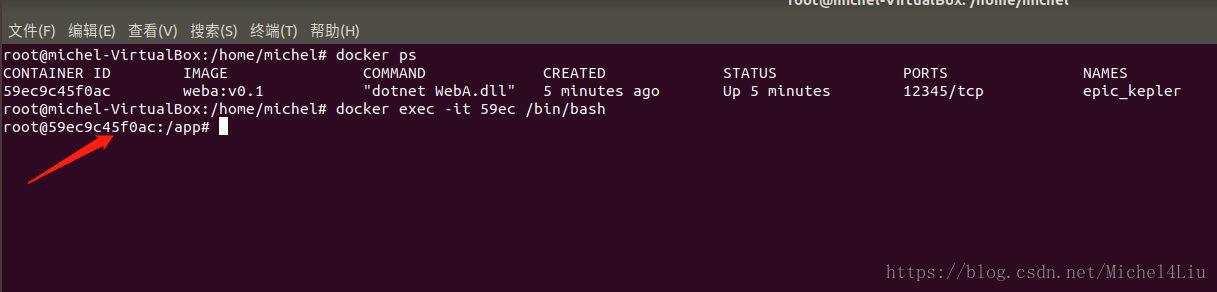 root@michel-VirtualBox: /home/michel
文件(F) 编辑(E) 查看(V) 搜索(S) 终端(T) 帮助(H)
root@michel-VirtualBox:/home/michel# docker ps
CONTAINER ID IMAGE COMMAND CREATED STATUS PORTS NAMES
59ec9c45f0ac weba:v0.1 "dotnet WebA.dll" 5 minutes ago Up 5 minutes 12345/tcp epic_kepler
root@michel-VirtualBox:/home/michel# docker exec -it 59ec /bin/bash
root@59ec9c45f0ac:/app#
https://blog.csdn.net/Michel4Liu